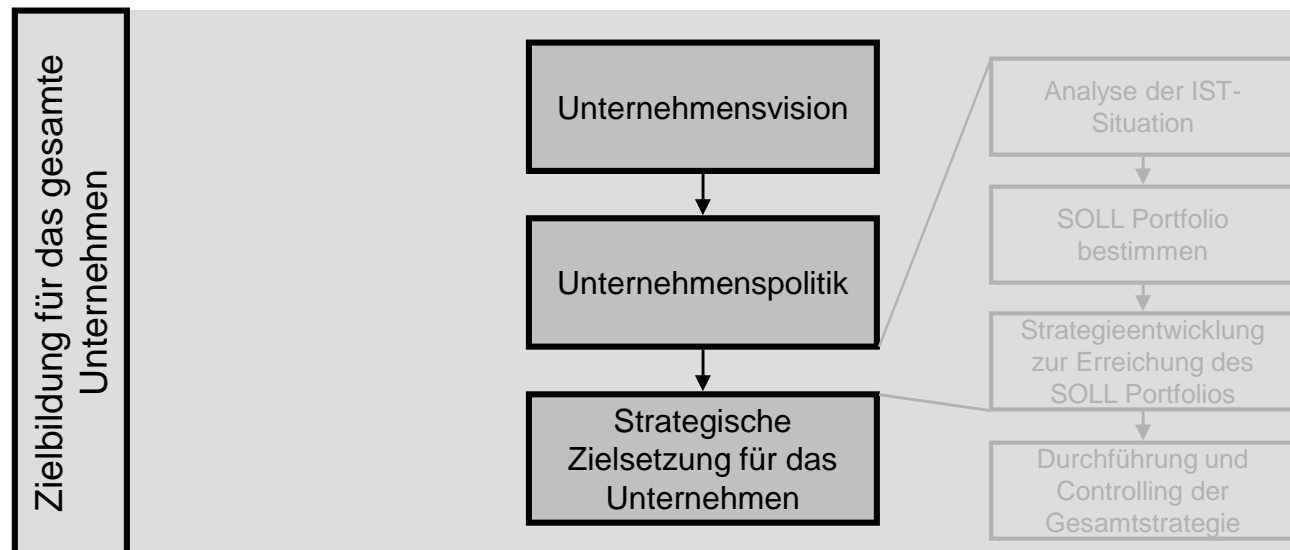 Zielbildung für das gesamte
Unternehmen
Unternehmensvision
Unternehmenspolitik
Strategische
Zielsetzung für das
Unternehmen
Analyse der IST-
Situation
SOLL Portfolio
bestimmen
Strategieentwicklung
zur Erreichung des
SOLL Portfolios
Durchführung und
Controlling der
Gesamtstrategie